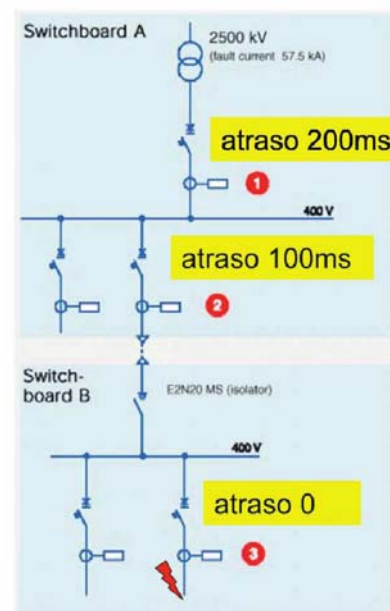 Switchboard A
2500 kV
(fault current 57.5 kA)
atraso 200ms
1
400 V
atraso 100ms
2
Switch-
board B
E2N20 MS (isolator)
400 V
atraso 0
3